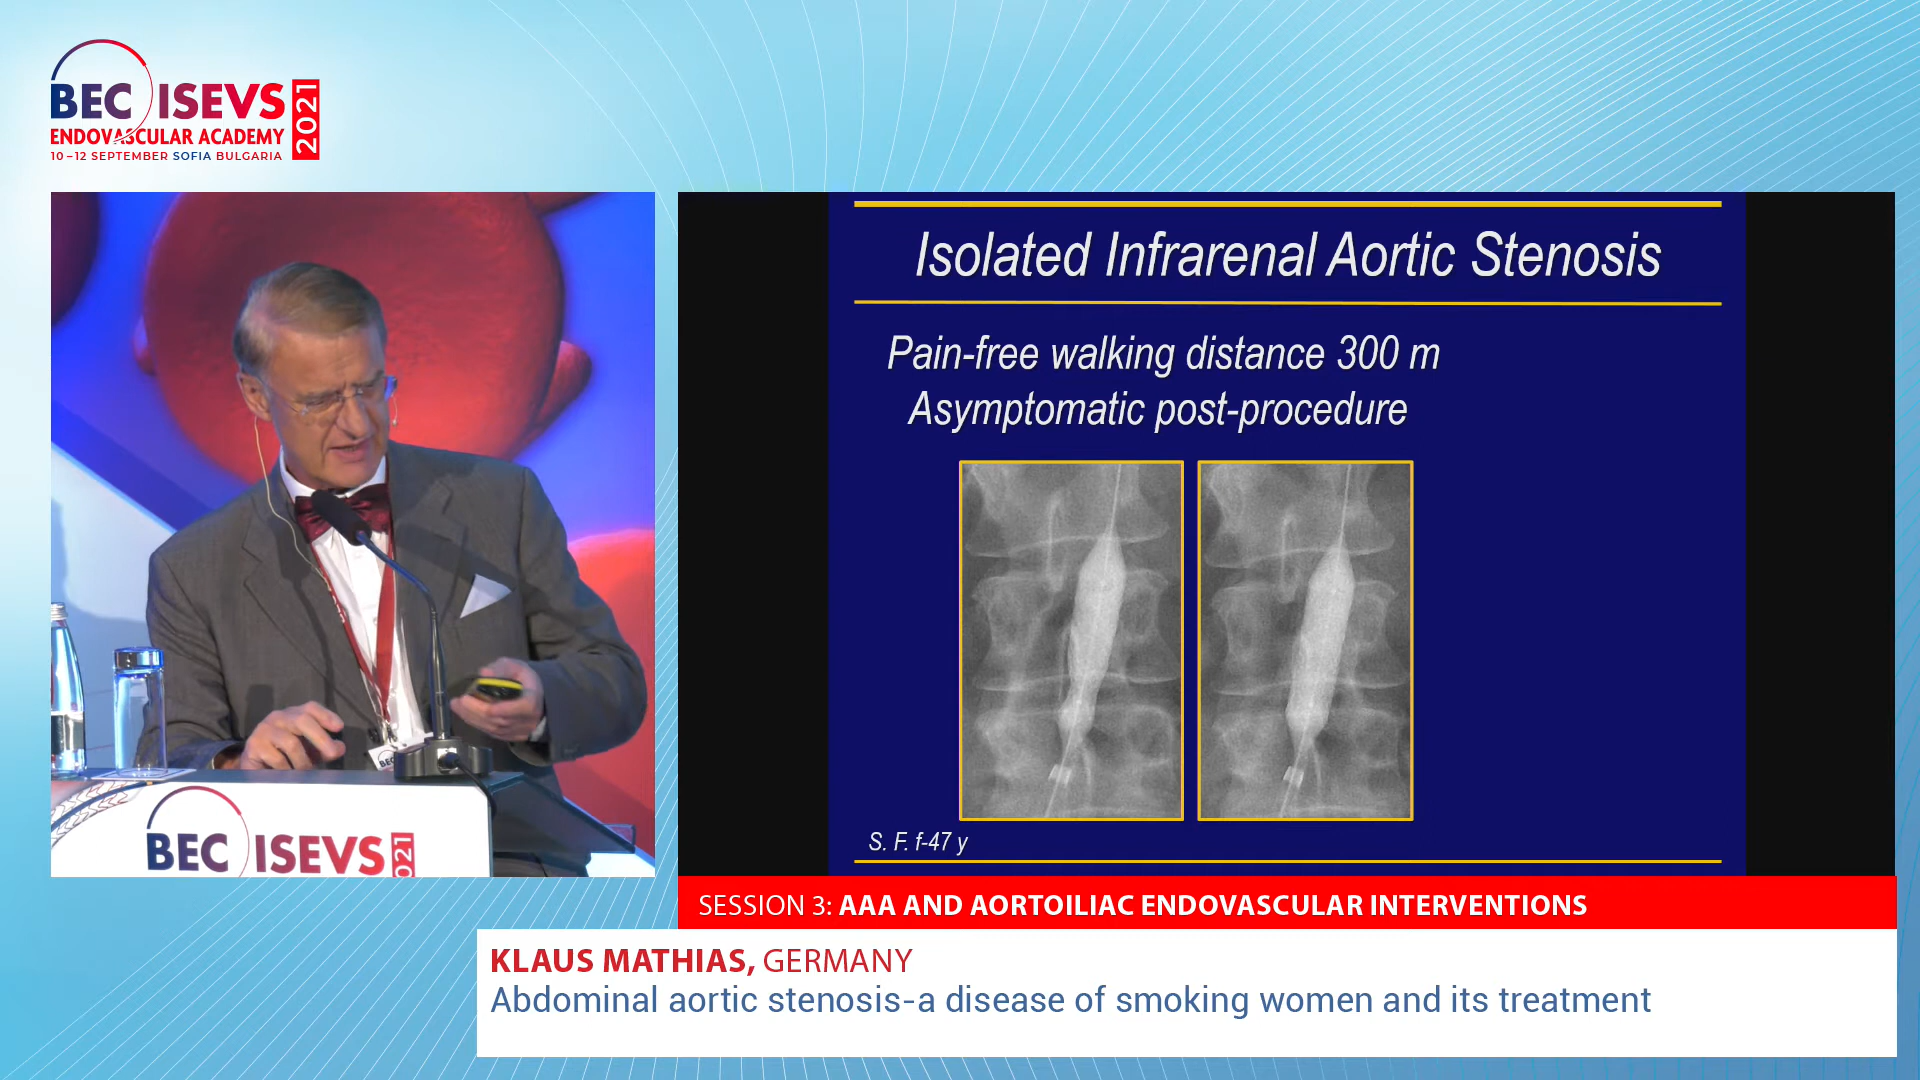 BEC ISEVS 2021
ENDOVASCULAR ACADEMY
10–12 SEPTEMBER SOFIA BULGARIA
BEC ISEVS
Isolated Infrarenal Aortic Stenosis
Pain-free walking distance 300 m
Asymptomatic post-procedure
S. F. f-47 y
SESSION 3: AAA AND AORTOILIAC ENDOVASCULAR INTERVENTIONS
KLAUS MATHIAS, GERMANY
Abdominal aortic stenosis-a disease of smoking women and its treatment